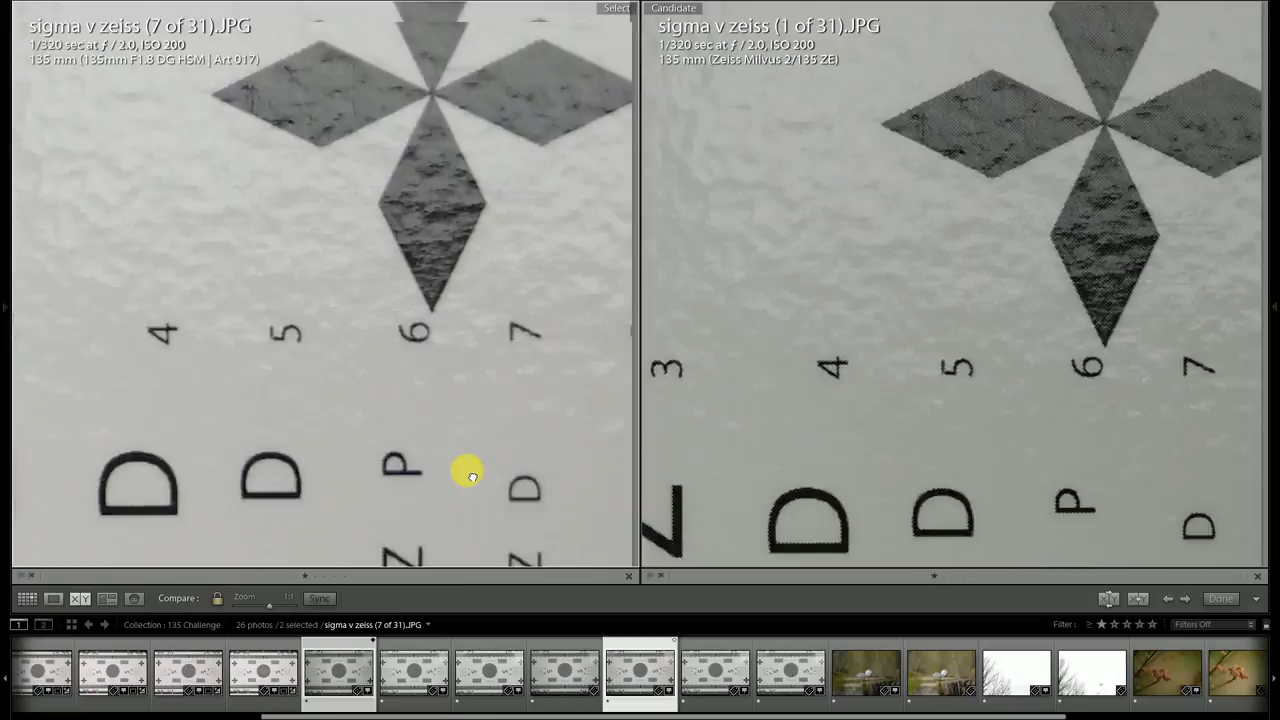 Select
sigma v zeiss (7 of 31).JPG
1/320 sec at ƒ / 2.0, ISO 200
135 mm (135mm F1.8 DG HSM | Art 017)
4
5
6
7
D
D
P
D
Z
Z
Candidate
sigma v zeiss (1 of 31).JPG
1/320 sec at ƒ / 2.0, ISO 200
135 mm (Zeiss Milvus 2/135 ZE)
3
4
5
6
7
Z
D
D
P
D
X Y
Compare :
Zoom
1:1
Sync
Done
1
2
Collection : 135 Challenge
26 photos /2 selected /sigma v zeiss (7 of 31).JPG
Filter :
≥
Filters Off